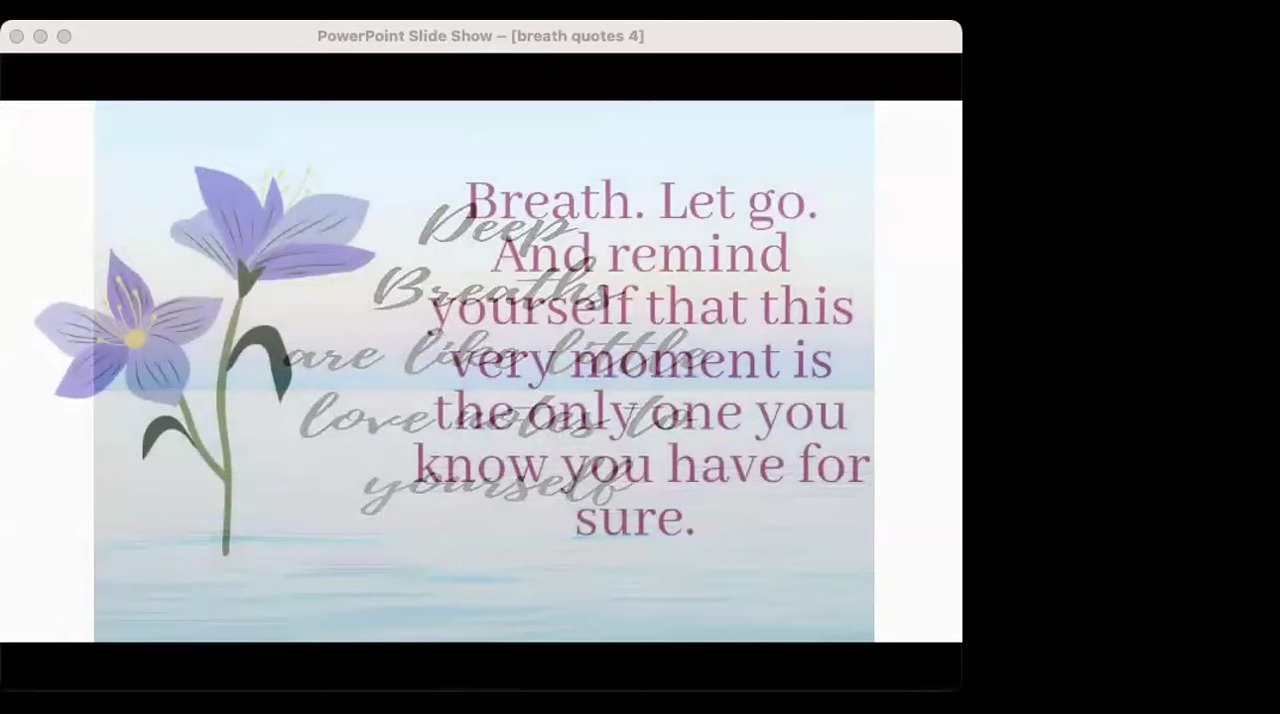 PowerPoint Slide Show – [breath quotes 4]
Breath. Let go.
And remind
yourself that this
very moment is
the only one you
know you have for
sure.
Deep
Breaths
are like little
love notes to
yourself